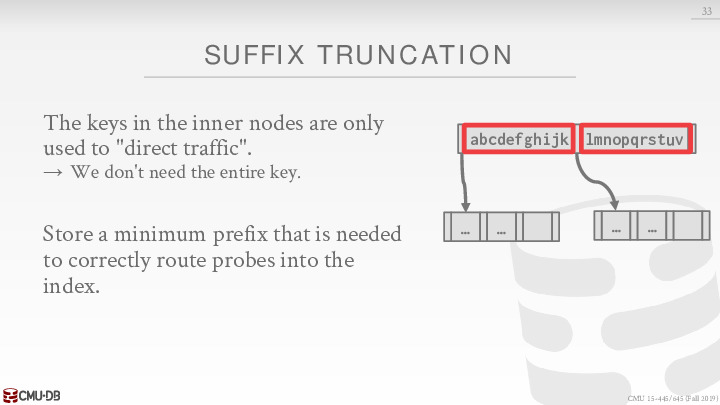 33
SUFFIX TRUNCATION
The keys in the inner nodes are only
used to "direct traffic".
→ We don't need the entire key.
Store a minimum prefix that is needed
to correctly route probes into the
index.
abcdefghijk lmnopqrstuv
… … … …
CMU·DB
CMU 15-445/645 (Fall 2019)